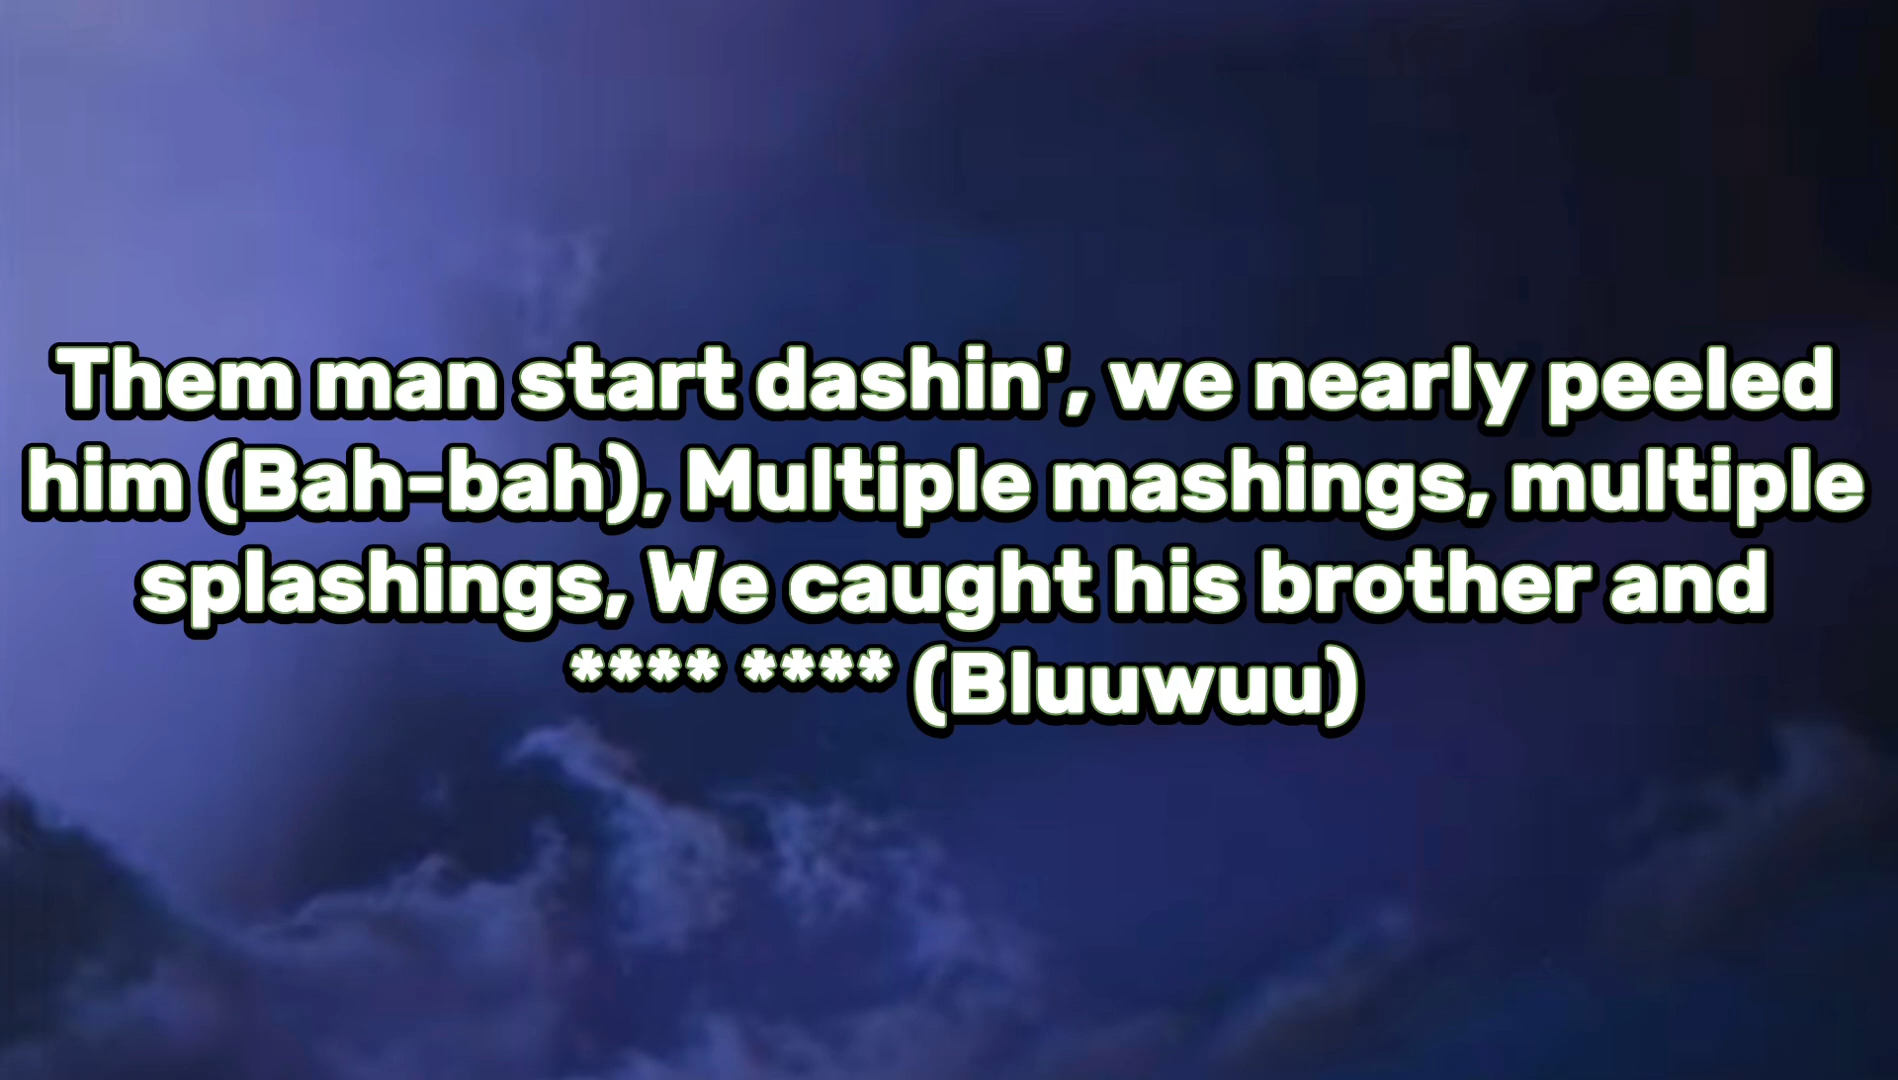 Them man start dashin', we nearly peeled
him (Bah-bah), Multiple mashings, multiple
splashings, We caught his brother and
**** **** (Bluuwuu)